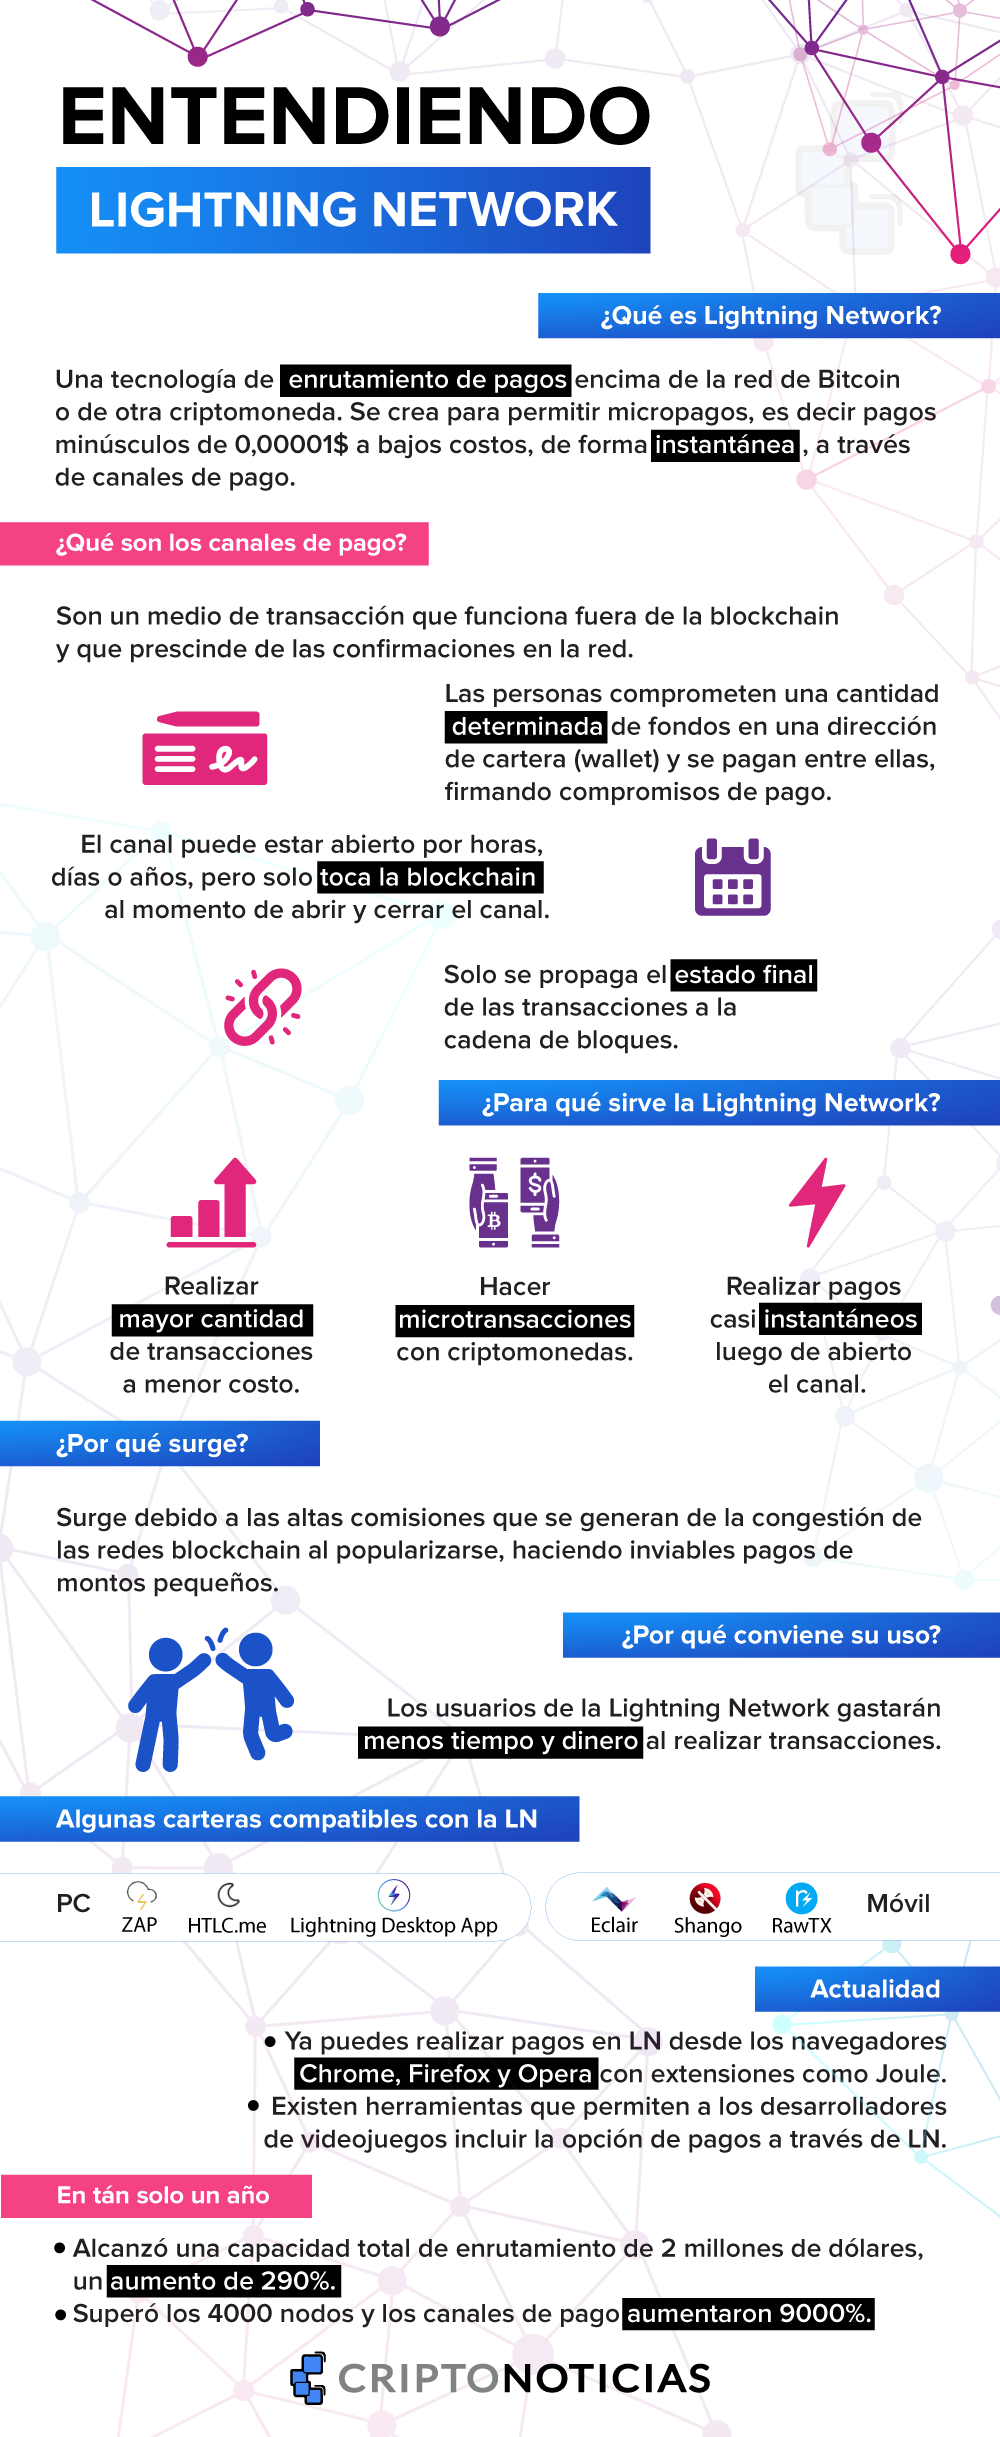 ENTENDIENDO
LIGHTNING NETWORK
¿Qué es Lightning Network?
Una tecnología de enrutamiento de pagos encima de la red de Bitcoin
o de otra criptomoneda. Se crea para permitir micropagos, es decir pagos
minúsculos de 0,00001$ a bajos costos, de forma instantánea, a través
de canales de pago.
¿Qué son los canales de pago?
Son un medio de transacción que funciona fuera de la blockchain
y que prescinde de las confirmaciones en la red.
Las personas comprometen una cantidad
determinada de fondos en una dirección
de cartera (wallet) y se pagan entre ellas,
firmando compromisos de pago.
El canal puede estar abierto por horas,
días o años, pero solo toca la blockchain
al momento de abrir y cerrar el canal.
Solo se propaga el estado final
de las transacciones a la
cadena de bloques.
¿Para qué sirve la Lightning Network?
Realizar
mayor cantidad
de transacciones
a menor costo.
Hacer
microtransacciones
con criptomonedas.
Realizar pagos
casi instantáneos
luego de abierto
el canal.
¿Por qué surge?
Surge debido a las altas comisiones que se generan de la congestión de
las redes blockchain al popularizarse, haciendo inviables pagos de
montos pequeños.
¿Por qué conviene su uso?
Los usuarios de la Lightning Network gastarán
menos tiempo y dinero al realizar transacciones.
Algunas carteras compatibles con la LN
PC
ZAP
HTLC.me
Lightning Desktop App
Eclair
Shango
RawTX
Móvil
Actualidad
• Ya puedes realizar pagos en LN desde los navegadores
Chrome, Firefox y Opera con extensiones como Joule.
• Existen herramientas que permiten a los desarrolladores
de videojuegos incluir la opción de pagos a través de LN.
En tán solo un año
• Alcanzó una capacidad total de enrutamiento de 2 millones de dólares,
un aumento de 290%.
• Superó los 4000 nodos y los canales de pago aumentaron 9000%.
CRIPTONOTICIAS